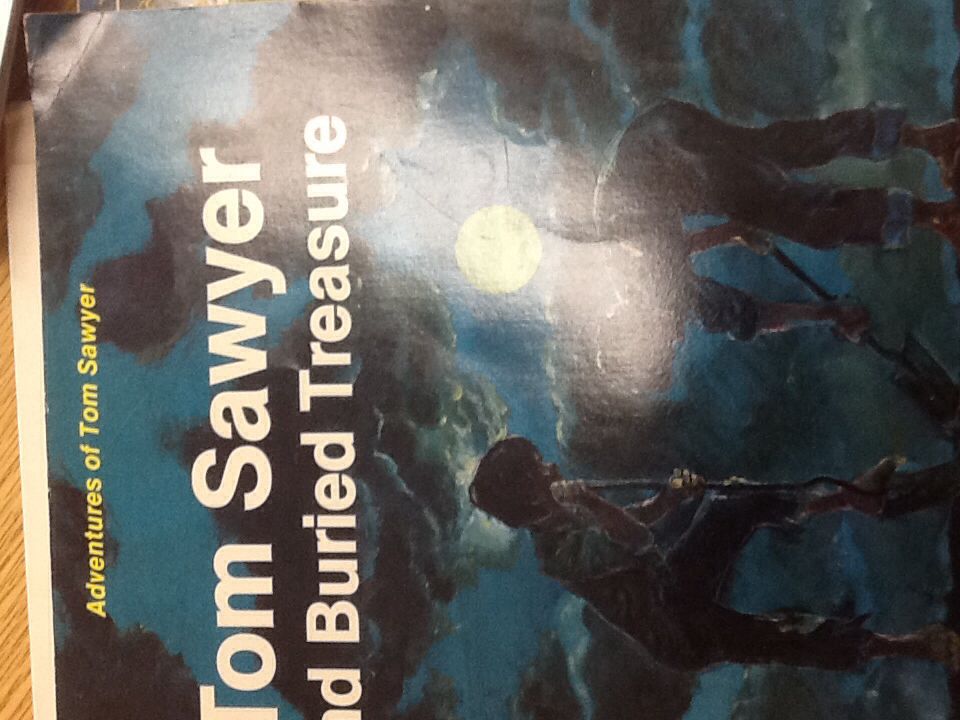 Adventures of Tom Sawyer
Tom Sawyer
nd Buried Treasure